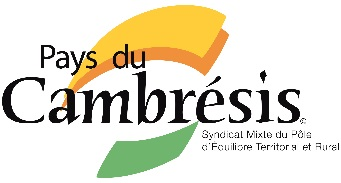 Pays du
Cambrésis
©
Syndicat Mixte du Pôle
d'Equilibre Territorial et Rural